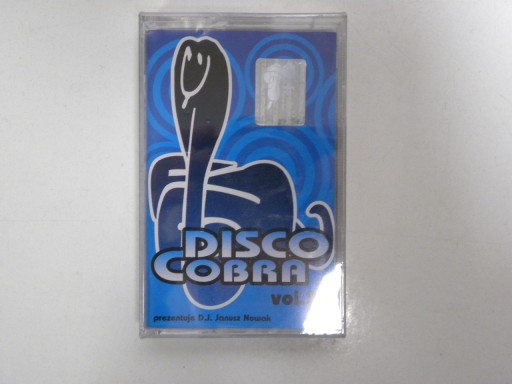 DISCO
COBRA
vol.
prezentuje D.J. Janusz Nowak